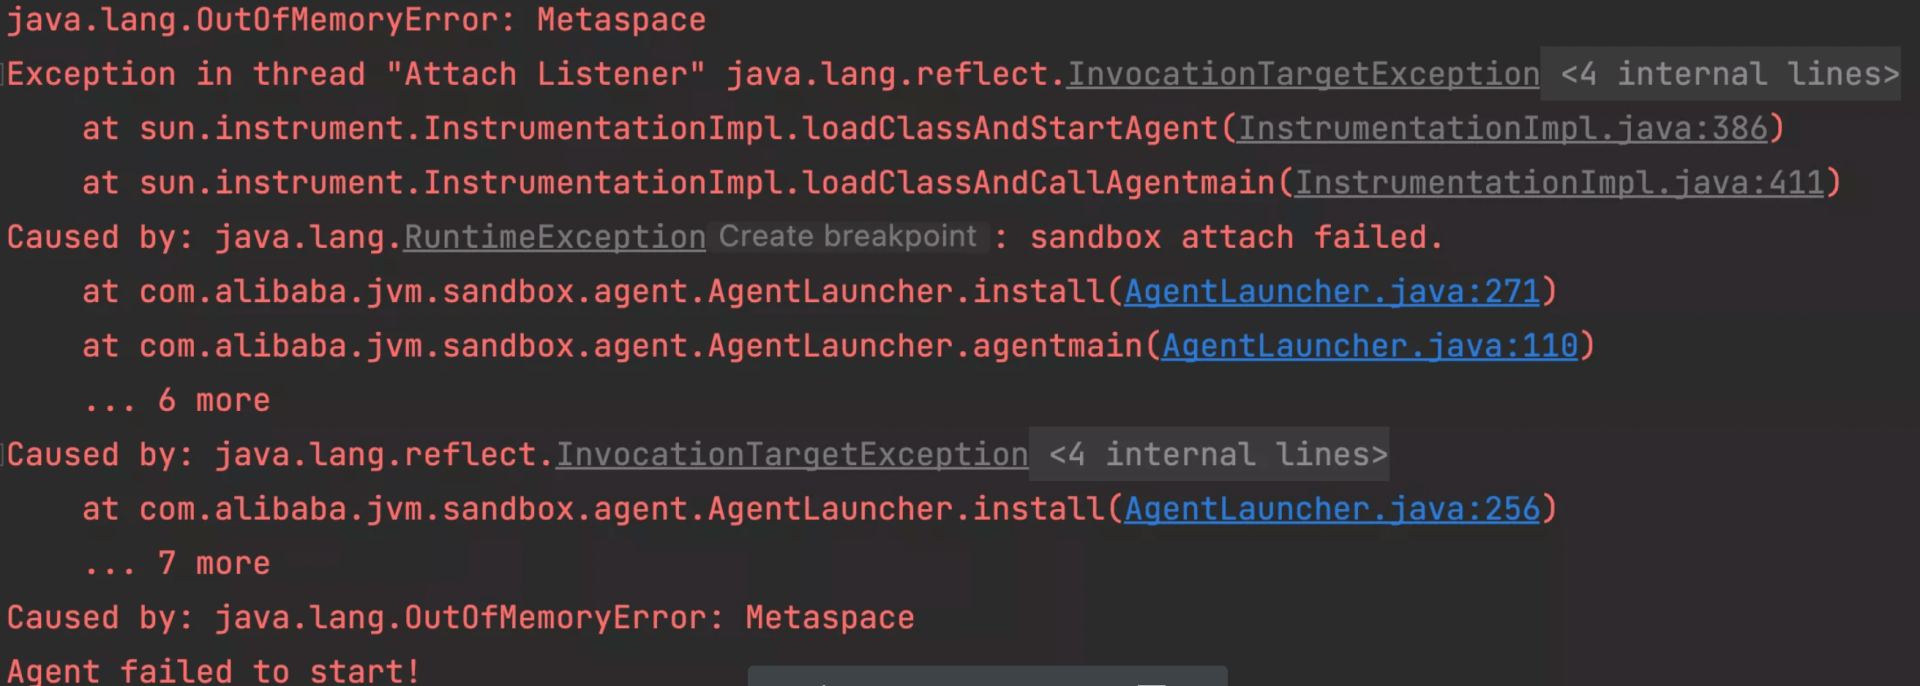 java.lang.OutOfMemoryError: Metaspace
Exception in thread "Attach Listener" java.lang.reflect.InvocationTargetException <4 internal lines>
at sun.instrument.InstrumentationImpl.loadClassAndStartAgent(InstrumentationImpl.java:386)
at sun.instrument.InstrumentationImpl.loadClassAndCallAgentmain(InstrumentationImpl.java:411)
Caused by: java.lang.RuntimeException Create breakpoint : sandbox attach failed.
at com.alibaba.jvm.sandbox.agent.AgentLauncher.install(AgentLauncher.java:271)
at com.alibaba.jvm.sandbox.agent.AgentLauncher.agentmain(AgentLauncher.java:110)
... 6 more
Caused by: java.lang.reflect.InvocationTargetException <4 internal lines>
at com.alibaba.jvm.sandbox.agent.AgentLauncher.install(AgentLauncher.java:256)
... 7 more
Caused by: java.lang.OutOfMemoryError: Metaspace
Agent failed to start!